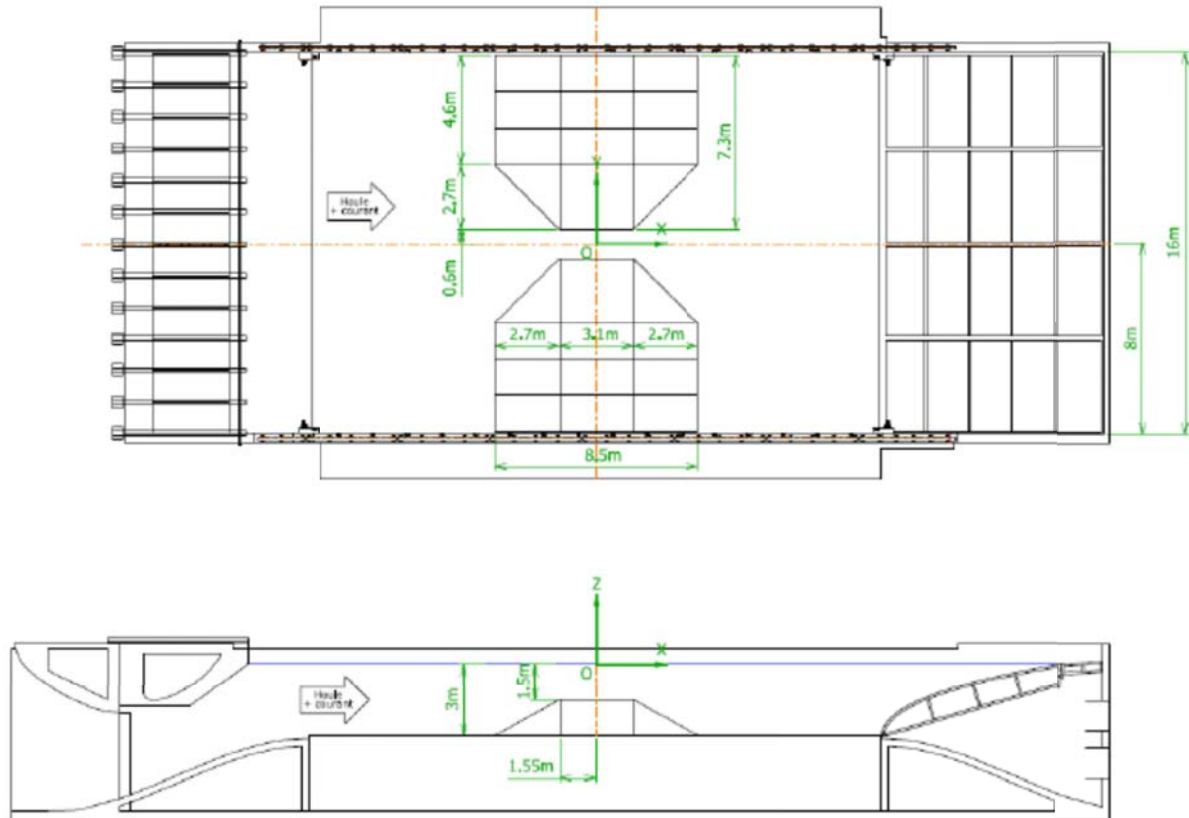 4.6m
7.3m
2.7m
Y
Houle
+ courant
X
O
0.6m
16m
2.7m
3.1m
2.7m
8m
8.5m
Z
X
O
1.5m
Houle
+ courant
3m
1.55m